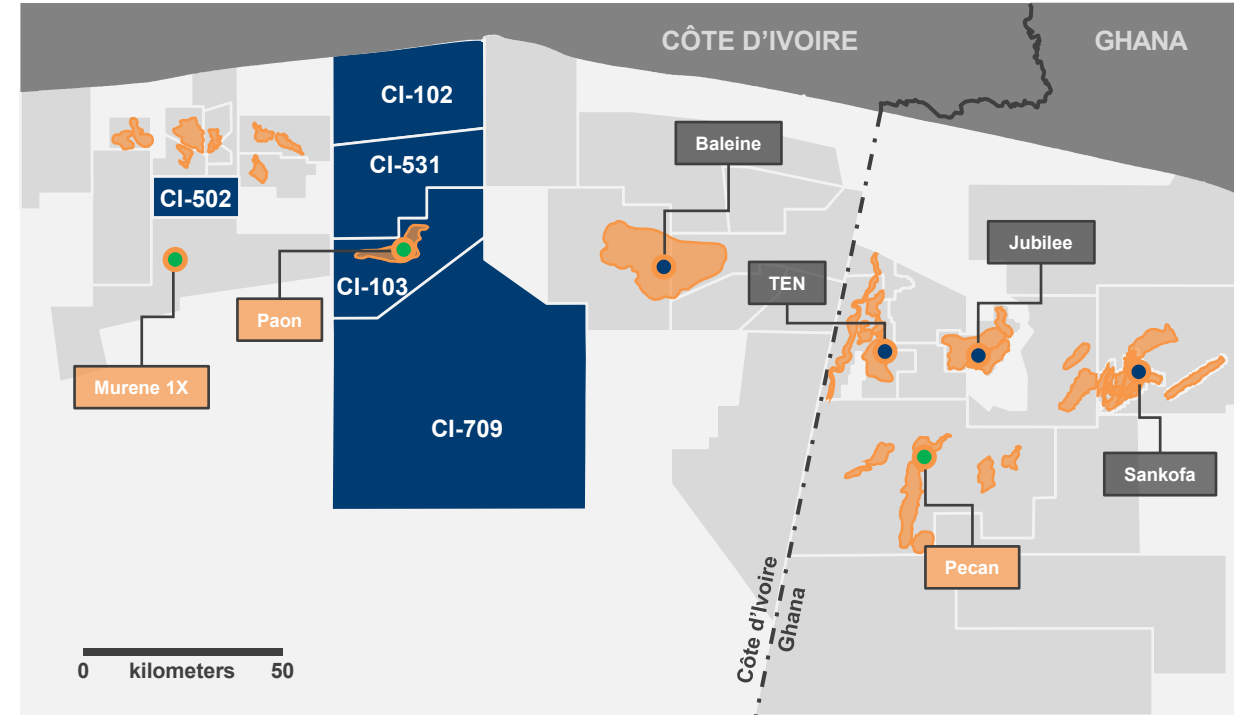 CÔTE D'IVOIRE
GHANA
CI-102
Baleine
CI-531
CI-502
Jubilee
TEN
CI-103
Paon
Murene 1X
CI-709
Sankofa
Pecan
Côte d'Ivoire
Ghana
0 kilometers 50